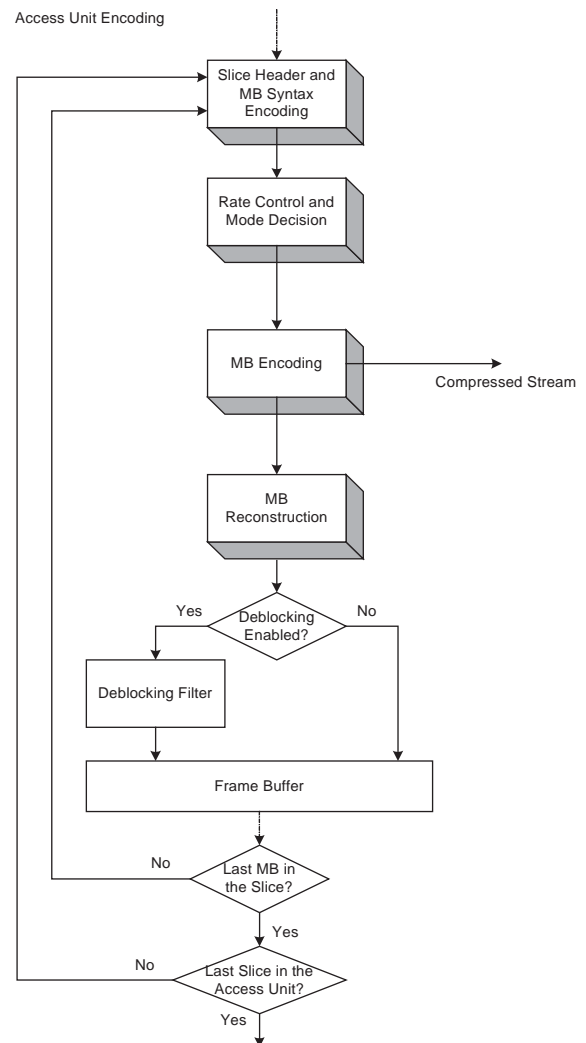 Access Unit Encoding
Slice Header and
MB Syntax
Encoding
Rate Control and
Mode Decision
MB Encoding
Compressed Stream
MB
Reconstruction
Yes
Deblocking
Enabled?
No
Deblocking Filter
Frame Buffer
No
Last MB in
the Slice?
Yes
No
Last Slice in the
Access Unit?
Yes